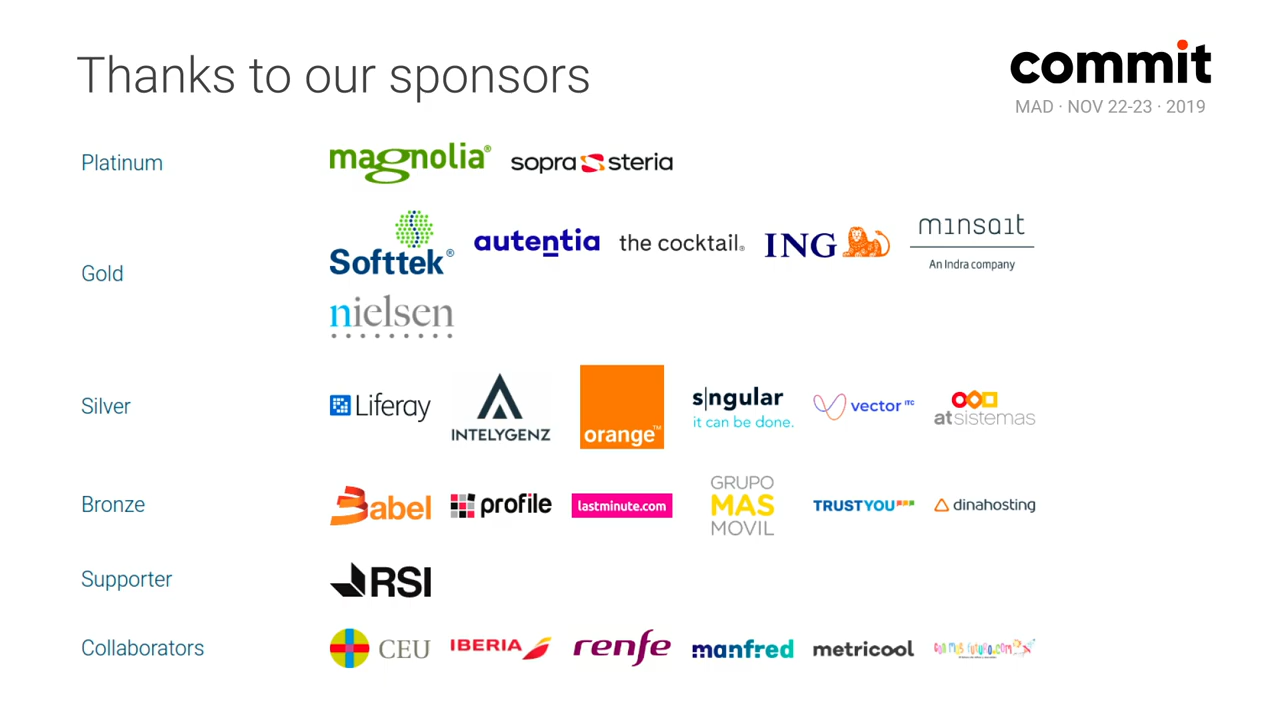 Thanks to our sponsors
commit
MAD · NOV 22-23 · 2019
Platinum
magnolia®
sopra steria
Gold
Softtek®
autentia
the cocktail®
ING
minsait
An Indra company
nielsen
Silver
Liferay
INTELYGENZ
orange™
s|ngular
it can be done.
vector ITC
atsistemas
Bronze
Babel
profile
lastminute.com
GRUPO
MAS
MOVIL
TRUSTYOU
dinahosting
Supporter
RSI
Collaborators
CEU
IBERIA
renfe
manfred
metricool